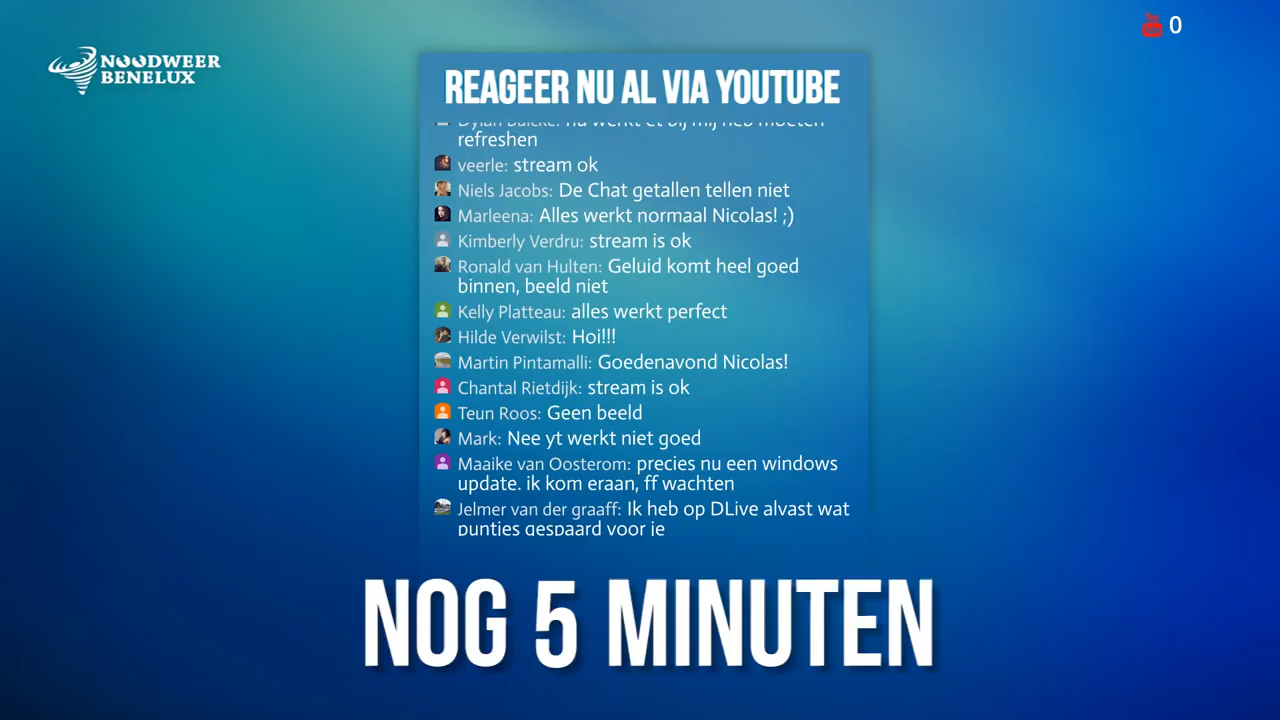 0
NOODWEER
BENELUX
REAGEER NU AL VIA YOUTUBE
refreshen
veerle: stream ok
Niels Jacobs: De Chat getallen tellen niet
Marleena: Alles werkt normaal Nicolas! ;)
Kimberly Verdru: stream is ok
Ronald van Hulten: Geluid komt heel goed
binnen, beeld niet
Kelly Platteau: alles werkt perfect
Hilde Verwilst: Hoi!!!
Martin Pintamalli: Goedenavond Nicolas!
Chantal Rietdijk: stream is ok
Teun Roos: Geen beeld
Mark: Nee yt werkt niet goed
Maaike van Oosterom: precies nu een windows
update. ik kom eraan, ff wachten
Jelmer van der graaff: Ik heb op DLive alvast wat
puntjes gespaard voor je
NOG 5 MINUTEN